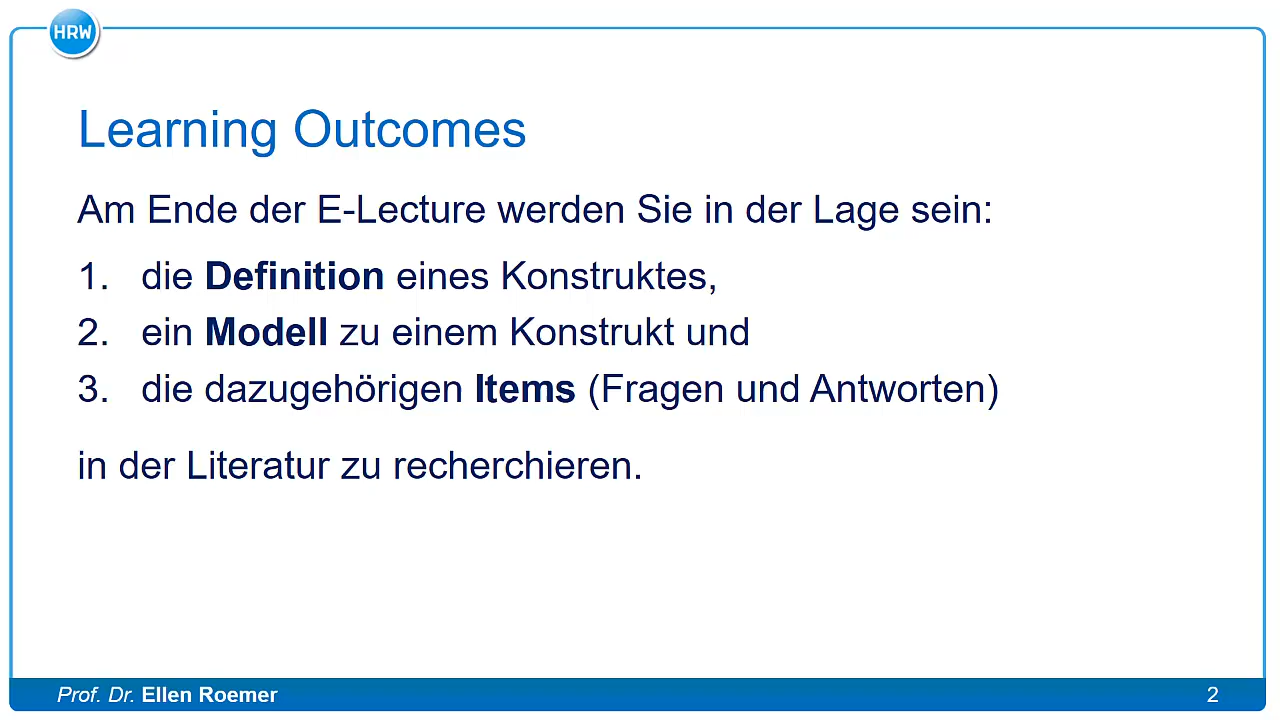 HRW
Learning Outcomes
Am Ende der E-Lecture werden Sie in der Lage sein:
1. die Definition eines Konstruktes,
2. ein Modell zu einem Konstrukt und
3. die dazugehörigen Items (Fragen und Antworten)
in der Literatur zu recherchieren.
Prof. Dr. Ellen Roemer
2